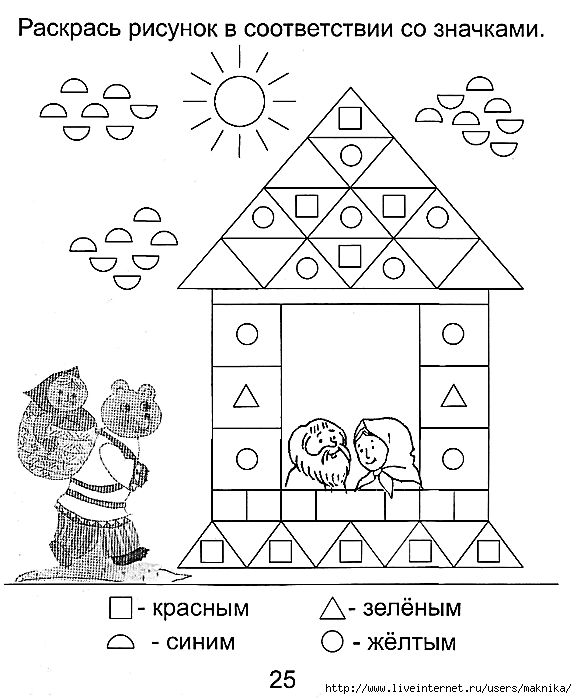 Раскрась рисунок в соответствии со значками.
- красным - зелёным
- синим - жёлтым
25
http://www.liveinternet.ru/users/maknika/